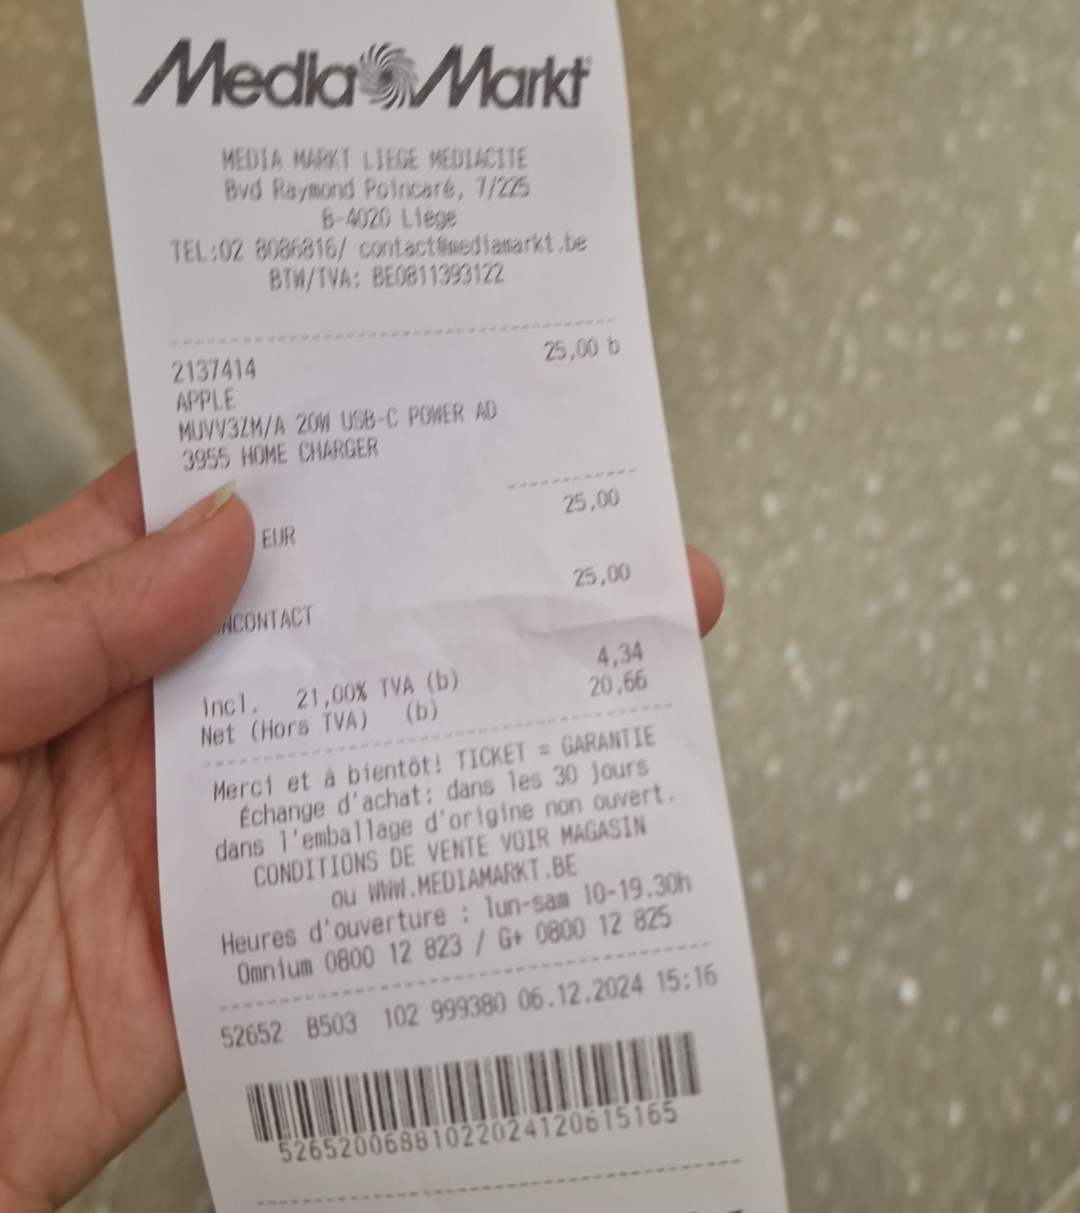 Media Markt
MEDIA MARKT LIEGE MEDIACITE
Bvd Raymond Poincaré, 7/225
B-4020 Liège
TEL:02 8086816/ contact@mediamarkt.be
BTW/TVA: BE0811393122
2137414 25,00 b
APPLE
MUVV3ZM/A 20W USB-C POWER AD
3955 HOME CHARGER
25,00
EUR
25,00
NCONTACT
incl. 21,00% TVA (b) 4,34
Net (Hors TVA) (b) 20,66
Merci et à bientôt! TICKET = GARANTIE
Échange d'achat: dans les 30 jours
dans l'emballage d'origine non ouvert.
CONDITIONS DE VENTE VOIR MAGASIN
ou WWW.MEDIAMARKT.BE
Heures d'ouverture : lun-sam 10-19.30h
Omnium 0800 12 823 / G+ 0800 12 825
52652 B503 102 999380 06.12.2024 15:16
5265200688102202412061516​5